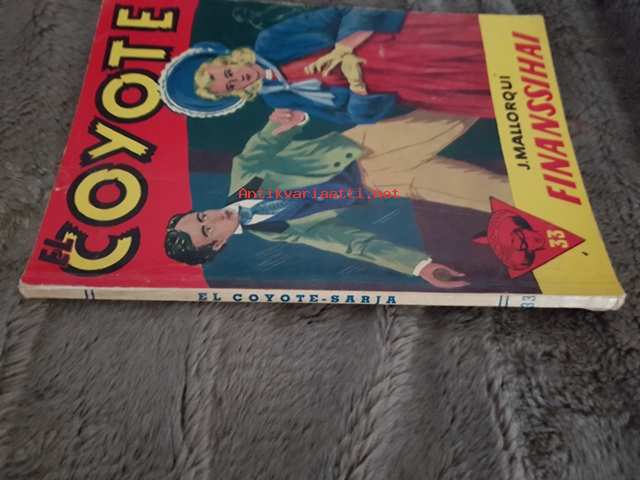 EL
COYOTE
J. MALLORQUI
FINANSSIHAI
33
EL COYOTE-SARJA
33
Antikvariaatti.net